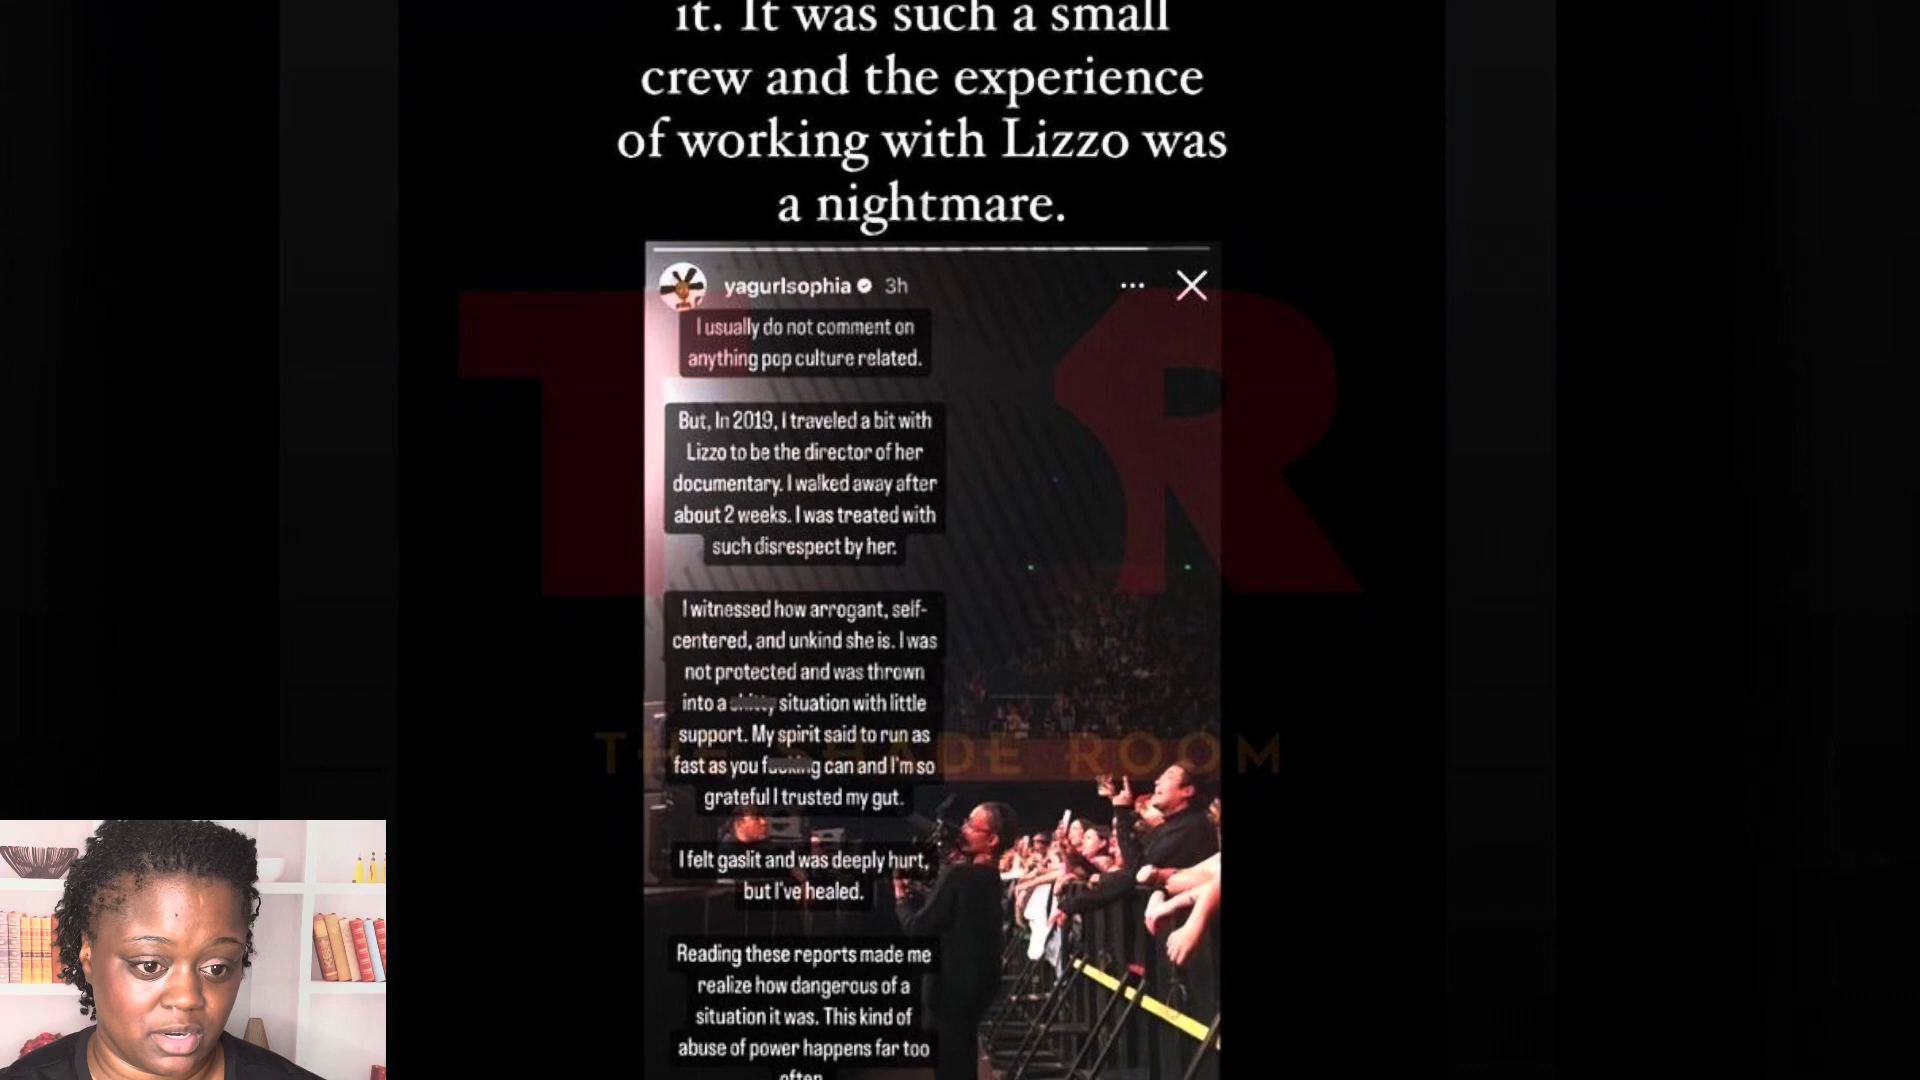 it. It was such a small
crew and the experience
of working with Lizzo was
a nightmare.
yagurlsophia 3h
I usually do not comment on
anything pop culture related.
But, In 2019, I traveled a bit with
Lizzo to be the director of her
documentary. I walked away after
about 2 weeks. I was treated with
such disrespect by her.
I witnessed how arrogant, self-
centered, and unkind she is. I was
not protected and was thrown
into a shitty situation with little
support. My spirit said to run as
fast as you fucking can and I'm so
grateful I trusted my gut.
I felt gaslit and was deeply hurt,
but I've healed.
Reading these reports made me
realize how dangerous of a
situation it was. This kind of
abuse of power happens far too
often.
TSR
THE SHADE ROOM